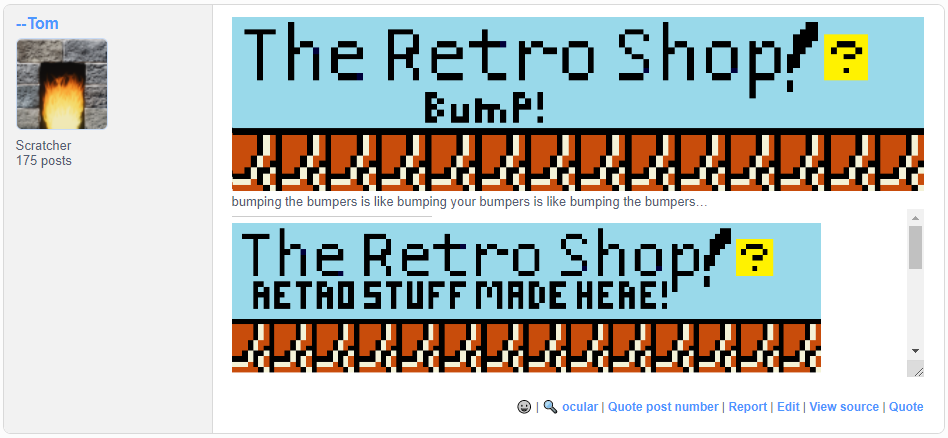 --Tom
Scratcher
175 posts
The Retro Shop! ?
BumP!
bumping the bumpers is like bumping your bumpers is like bumping the bumpers…
The Retro Shop! ?
RETRO STUFF MADE HERE!
| ocular | Quote post number | Report | Edit | View source | Quote